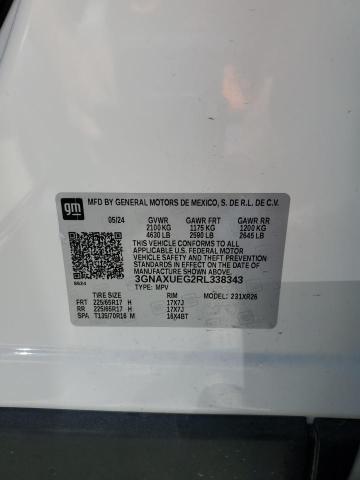 gm MFD BY GENERAL MOTORS DE MEXICO, S. DE R.L. DE C.V.
05/24 GVWR GAWR FRT GAWR RR
2100 KG 1175 KG 1200 KG
4630 LB 2590 LB 2645 LB
THIS VEHICLE CONFORMS TO ALL APPLICABLE
U.S. FEDERAL MOTOR
VEHICLE SAFETY AND THEFT
PREVENTION STANDARDS IN EFFECT ON THE
DATE OF MANUFACTURE SHOWN ABOVE.
3GNAXUEG2RL338343
TYPE: MPV MODEL: 231XR26
TIRE SIZE RIM
FRT 225/65R17 H 17X7J
RR 225/65R17 H 17X7J
SPA T135/70R16 M 16X4BT